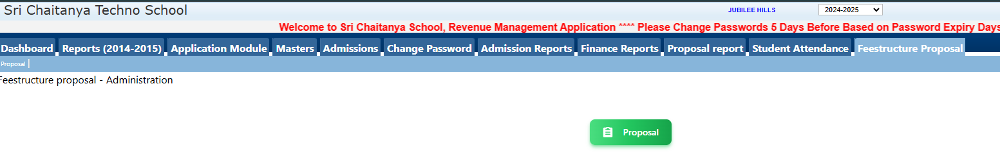 Sri Chaitanya Techno School
JUBILEE HILLS
2024-2025
Welcome to Sri Chaitanya School, Revenue Management Application **** Please Change Passwords 5 Days Before Based on Password Expiry Days
Dashboard Reports (2014-2015) Application Module Masters Admissions Change Password Admission Reports Finance Reports Proposal report Student Attendance Feestructure Proposal
Proposal |
Feestructure proposal - Administration
Proposal